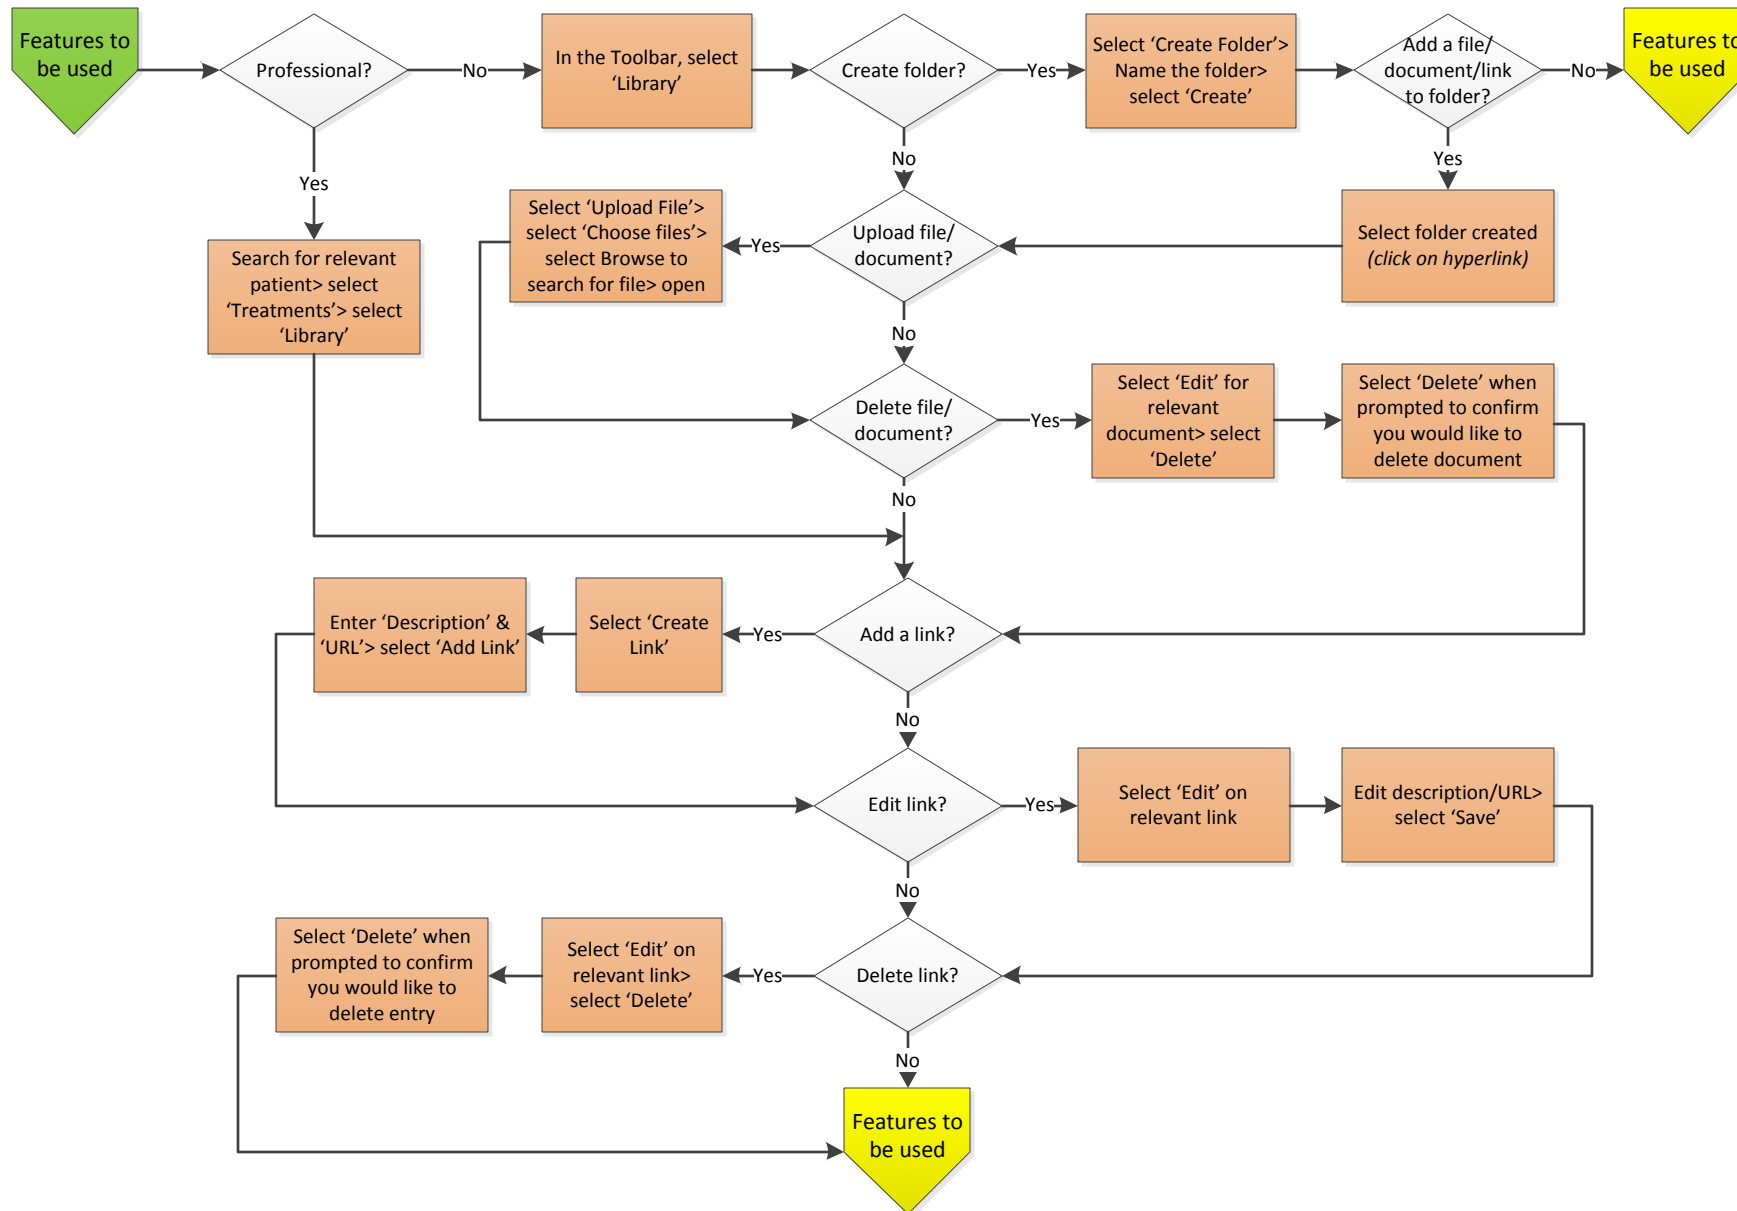 Features to
be used
Professional?
No
In the Toolbar, select
‘Library’
Create folder?
Yes
Select ‘Create Folder’>
Name the folder>
select ‘Create’
Add a file/
document/link
to folder?
No
Features to
be used
Yes
No
Yes
Search for relevant
patient> select
‘Treatments’> select
‘Library’
Select ‘Upload File’>
select ‘Choose files’>
select Browse to
search for file> open
Yes
Upload file/
document?
Select folder created
(click on hyperlink)
No
Delete file/
document?
Yes
Select ‘Edit’ for
relevant
document> select
‘Delete’
Select ‘Delete’ when
prompted to confirm
you would like to
delete document
No
Enter ‘Description’ &
‘URL’> select ‘Add Link’
Select ‘Create
Link’
Yes
Add a link?
No
Edit link?
Yes
Select ‘Edit’ on
relevant link
Edit description/URL>
select ‘Save’
No
Select ‘Delete’ when
prompted to confirm
you would like to
delete entry
Select ‘Edit’ on
relevant link>
select ‘Delete’
Yes
Delete link?
No
Features to
be used